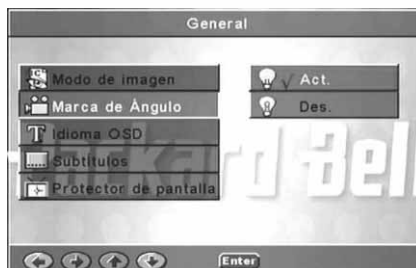 General
Modo de imagen
Marca de Ángulo
Idioma OSD
Subtítulos
Protector de pantalla
√ Act.
Des.
Packard Bell
Enter